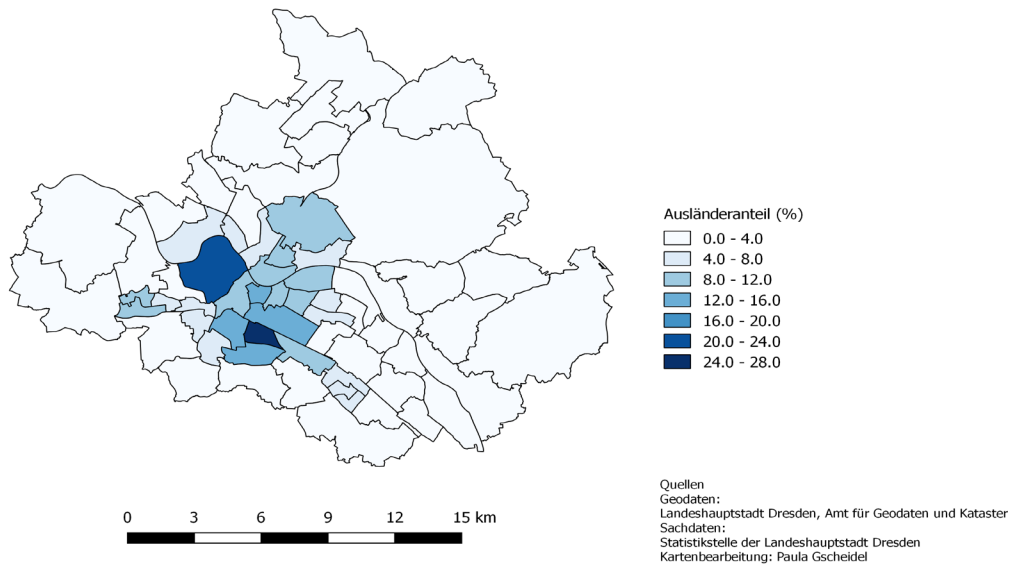 Ausländeranteil (%)
0.0 - 4.0
4.0 - 8.0
8.0 - 12.0
12.0 - 16.0
16.0 - 20.0
20.0 - 24.0
24.0 - 28.0
0 3 6 9 12 15 km
Quellen
Geodaten:
Landeshauptstadt Dresden, Amt für Geodaten und Kataster
Sachdaten:
Statistikstelle der Landeshauptstadt Dresden
Kartenbearbeitung: Paula Gscheidel